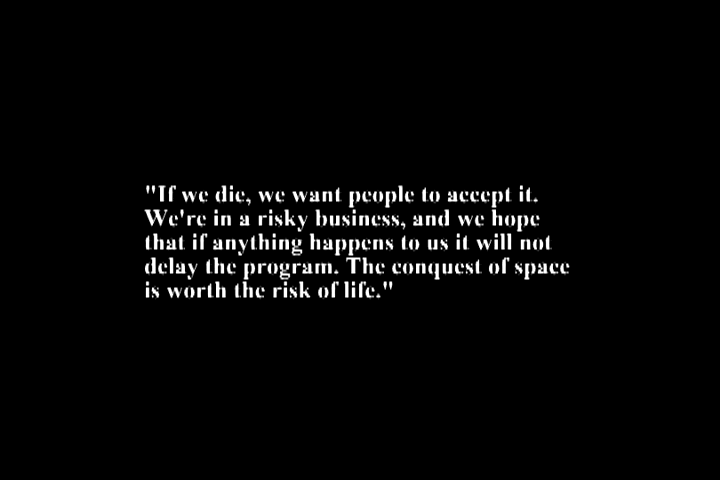 "If we die, we want people to accept it.
We're in a risky business, and we hope
that if anything happens to us it will not
delay the program. The conquest of space
is worth the risk of life."